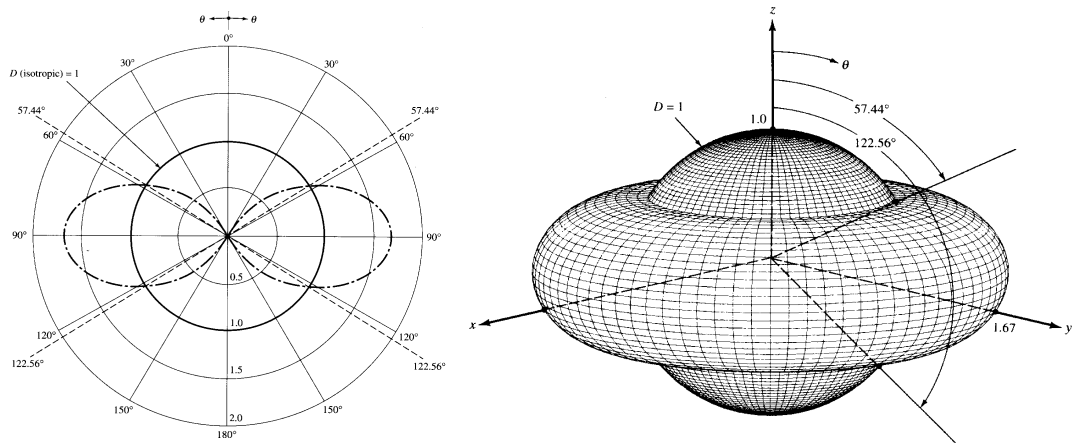 θ θ
0°
30° 30°
D (isotropic) = 1
57.44° 57.44°
60° 60°
90° 90°
0.5
1.0
120° 120°
122.56° 122.56°
1.5
150° 150°
2.0
180°
z
θ
57.44°
D = 1
1.0
122.56°
x
1.67
y